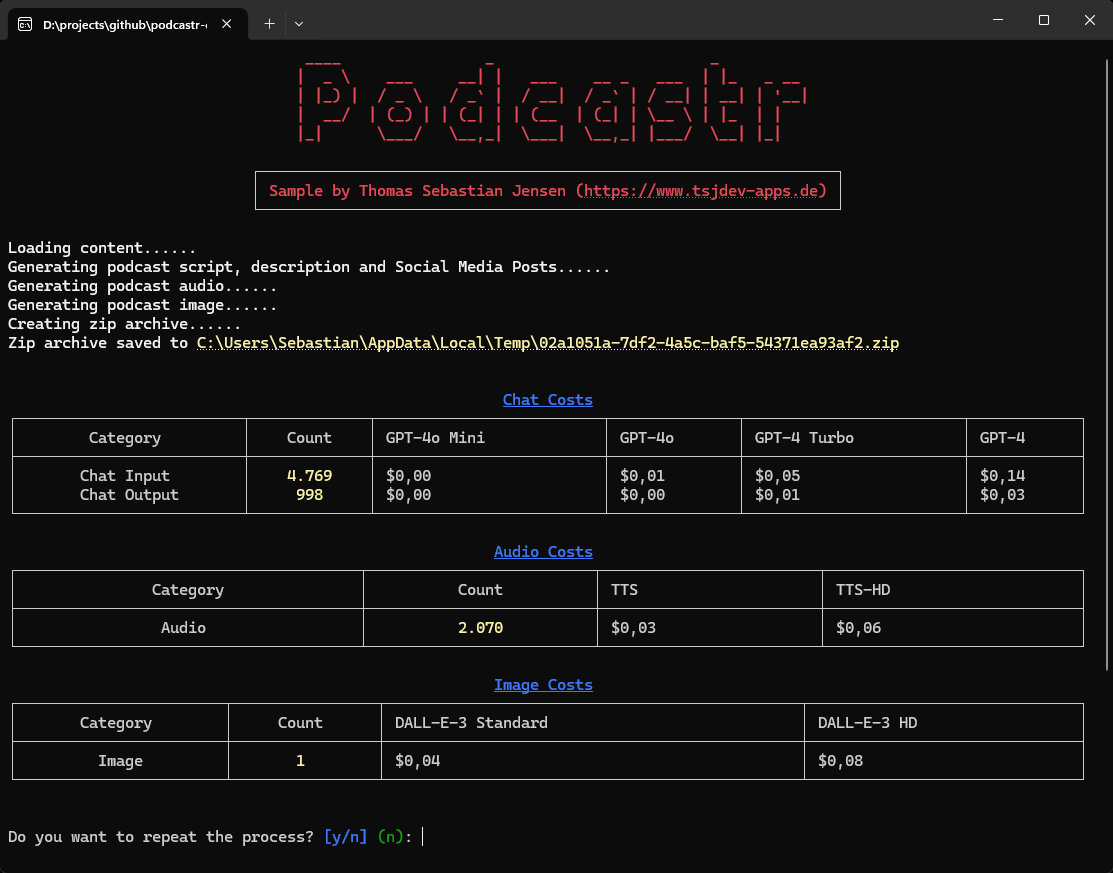 D:\projects\github\podcastr-
Podcastr
Sample by Thomas Sebastian Jensen (https://www.tsjdev-apps.de)
Loading content......
Generating podcast script, description and Social Media Posts......
Generating podcast audio......
Generating podcast image......
Creating zip archive......
Zip archive saved to C:\Users\Sebastian\AppData\Local\Temp\02a1051a-7df2-4a5c-baf5-54371ea93af2.zip
Chat Costs
Category Count GPT-4o Mini GPT-4o GPT-4 Turbo GPT-4
Chat Input 4.769 $0,00 $0,01 $0,05 $0,14
Chat Output 998 $0,00 $0,00 $0,01 $0,03
Audio Costs
Category Count TTS TTS-HD
Audio 2.070 $0,03 $0,06
Image Costs
Category Count DALL-E-3 Standard DALL-E-3 HD
Image 1 $0,04 $0,08
Do you want to repeat the process? [y/n] (n):